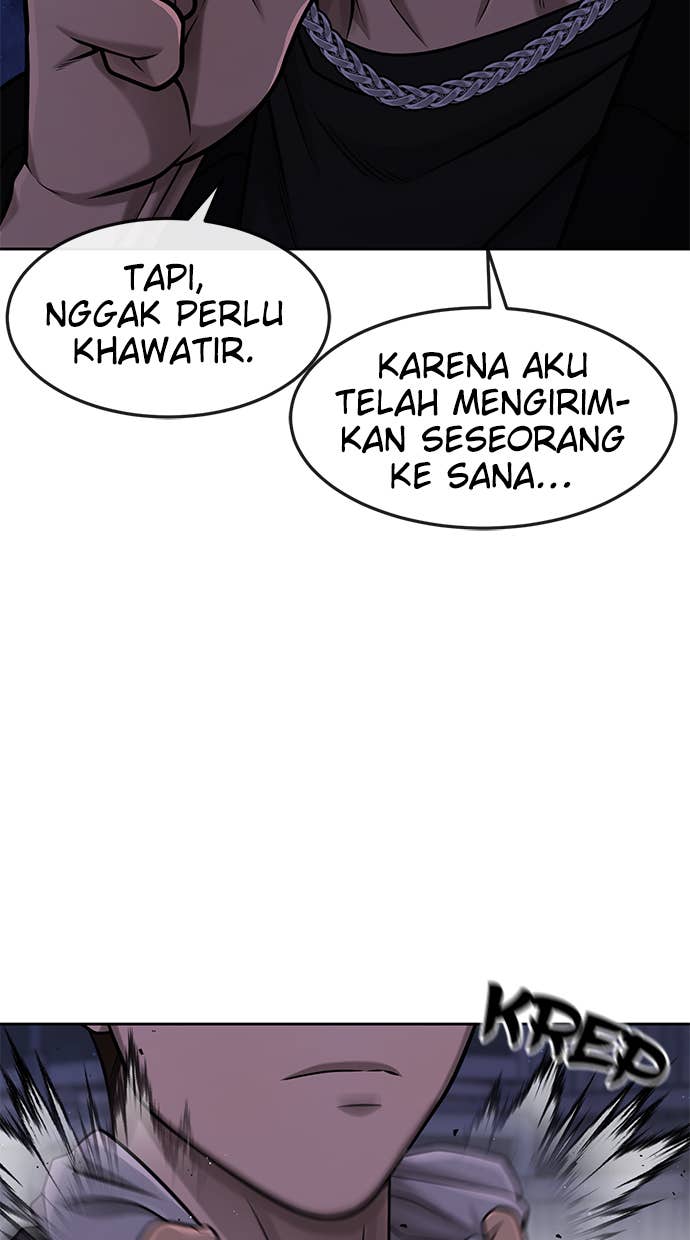 TAPI,
NGGAK PERLU
KHAWATIR.
KARENA AKU
TELAH MENGIRIM-
KAN SESEORANG
KE SANA...
KREP